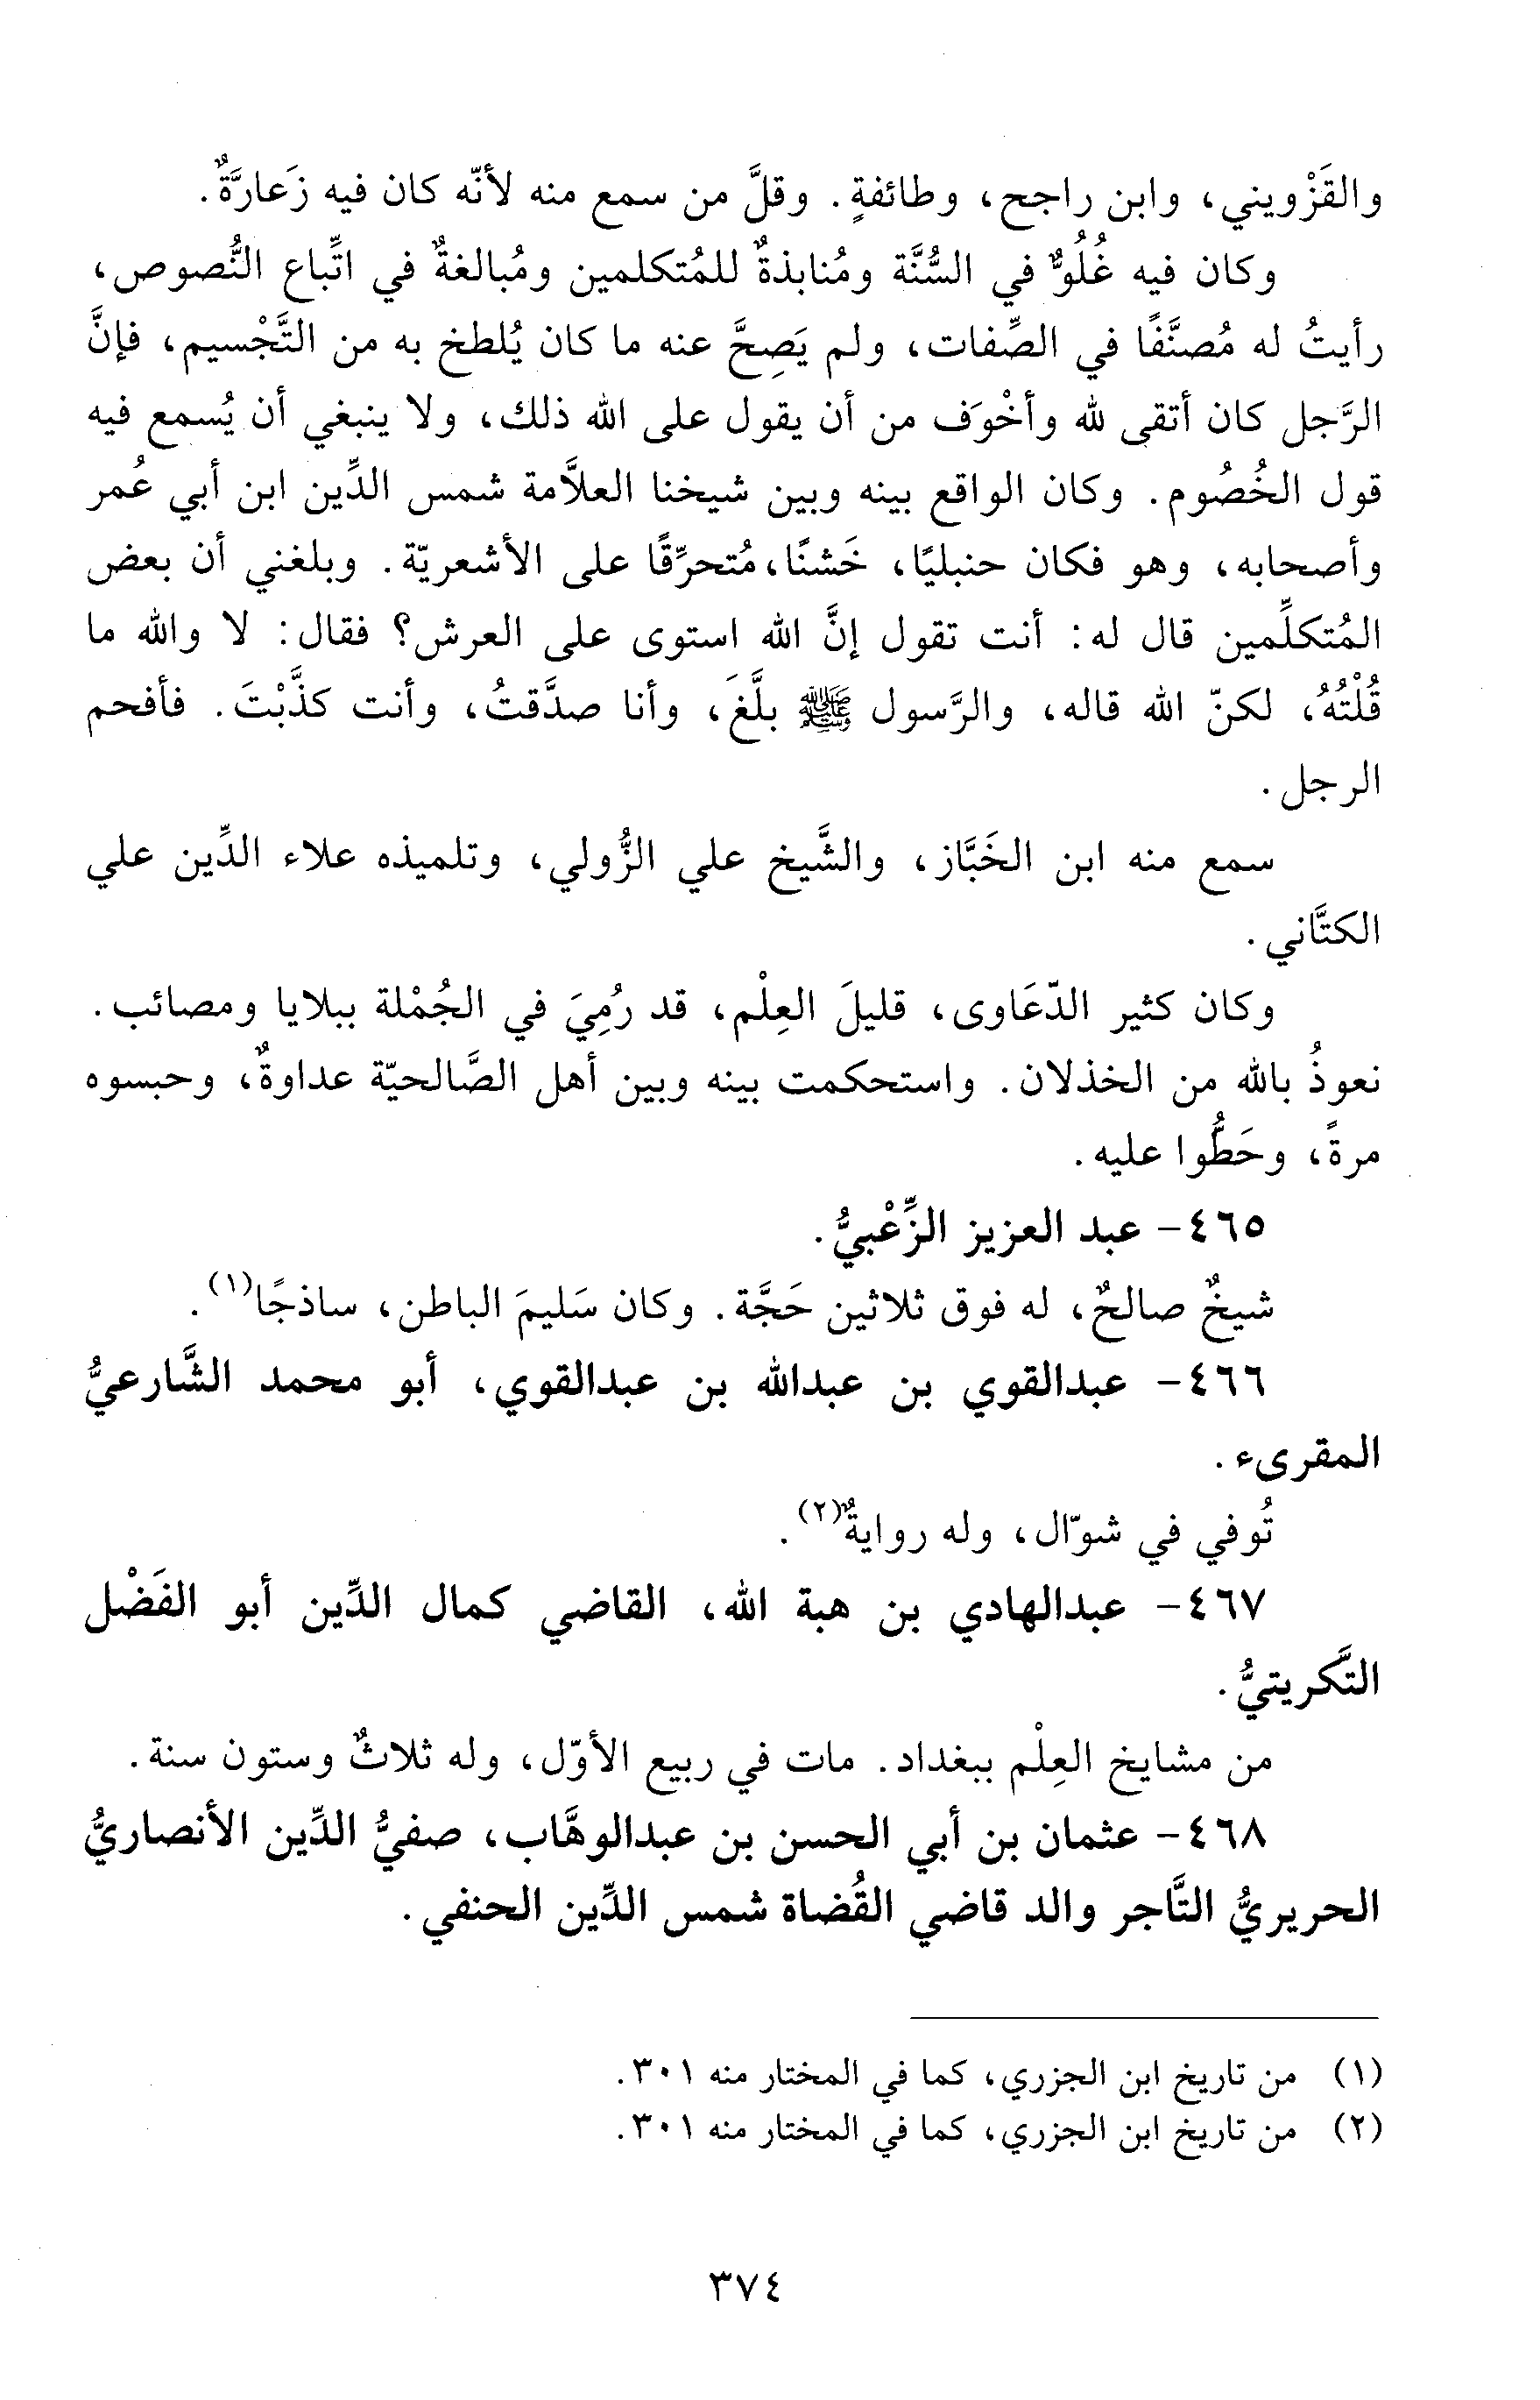 والقَزْويني، وابن راجح، وطائفةٍ. وقلَّ من سمع منه لأنّه كان فيه زَعارَّةٌ.
وكان فيه غُلُوٌّ في السُّنَّة ومُنابذةٌ للمُتكلمين ومُبالغةٌ في اتِّباع النُّصوص،
رأيتُ له مُصنَّفًا في الصِّفات، ولم يَصِحَّ عنه ما كان يُلطخ به من التَّجْسيم، فإنَّ
الرَّجل كان أتقى لله وأخْوَف من أن يقول على الله ذلك، ولا ينبغي أن يُسمع فيه
قول الخُصُوم. وكان الواقع بينه وبين شيخنا العلاَّمة شمس الدِّين ابن أبي عُمر
وأصحابه، وهو فكان حنبليًا، خَشنًا، مُتحرِّقًا على الأشعريّة. وبلغني أن بعض
المُتكلِّمين قال له: أنت تقول إنَّ الله استوى على العرش؟ فقال: لا والله ما
قُلْتُهُ، لكنّ الله قاله، والرَّسول ﷺ بلَّغَ، وأنا صدَّقتُ، وأنت كذَّبْتَ. فأفحم
الرجل.
سمع منه ابن الخَبَّاز، والشَّيخ علي الزُّولي، وتلميذه علاء الدِّين علي
الكتَّاني.
وكان كثير الدّعَاوى، قليلَ العِلْم، قد رُمِيَ في الجُمْلة ببلايا ومصائب.
نعوذُ بالله من الخذلان. واستحكمت بينه وبين أهل الصَّالحيّة عداوةٌ، وحبسوه
مرةً، وحَطُّوا عليه.
٤٦٥- عبد العزيز الزِّعْبيُّ.
شيخٌ صالحٌ، له فوق ثلاثين حَجَّة. وكان سَليمَ الباطن، ساذجًا(١).
٤٦٦- عبدالقوي بن عبدالله بن عبدالقوي، أبو محمد الشَّارعيُّ
المقرىء.
تُوفي في شوّال، وله روايةٌ(٢).
٤٦٧- عبدالهادي بن هبة الله، القاضي كمال الدِّين أبو الفَضْل
التَّكريتيُّ.
من مشايخ العِلْم ببغداد. مات في ربيع الأوّل، وله ثلاثٌ وستون سنة.
٤٦٨- عثمان بن أبي الحسن بن عبدالوهَّاب، صفيُّ الدِّين الأنصاريُّ
الحريريُّ التَّاجر والد قاضي القُضاة شمس الدِّين الحنفي.
(١) من تاريخ ابن الجزري، كما في المختار منه ٣٠١.
(٢) من تاريخ ابن الجزري، كما في المختار منه ٣٠١.
٣٧٤